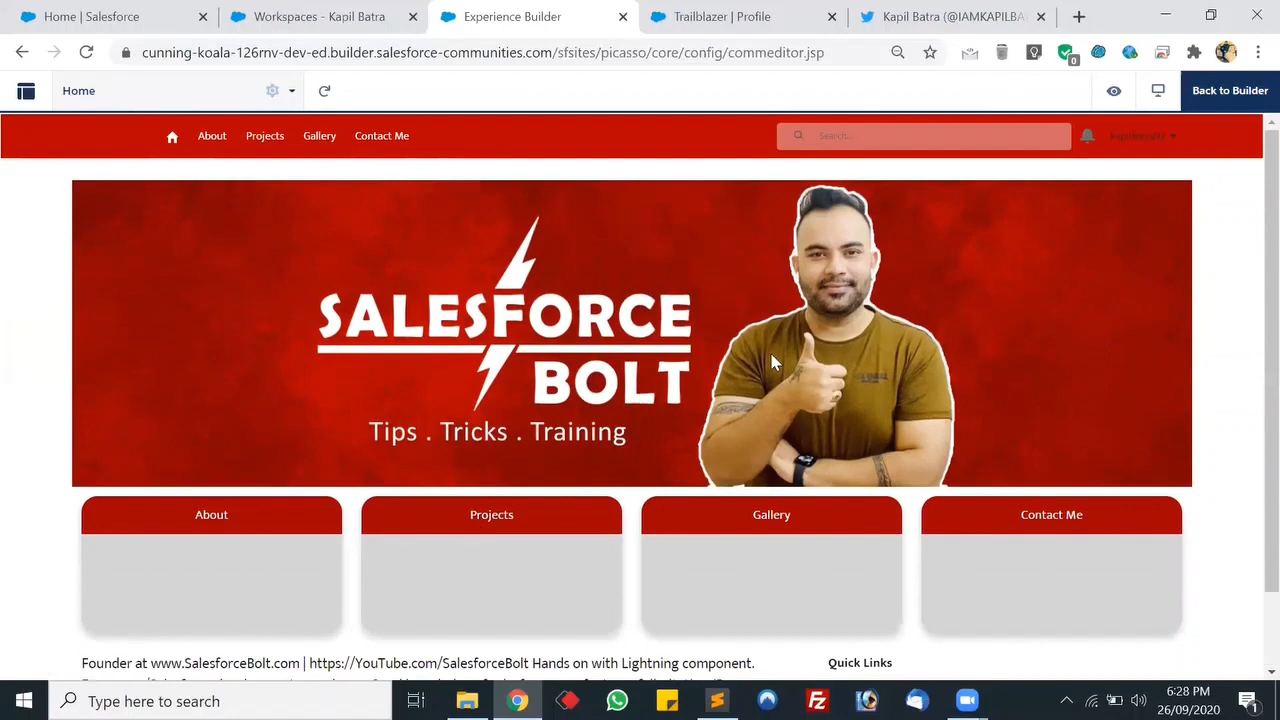 Home | Salesforce
Workspaces - Kapil Batra
Experience Builder
Trailblazer | Profile
Kapil Batra (@IAMKAPILBA
cunning-koala-126rnv-dev-ed.builder.salesforce-communities.com/sfsites/picasso/core/config/commeditor.jsp
0
Home
Back to Builder
About
Projects
Gallery
Contact Me
Search...
SALESFORCE
BOLT
Tips . Tricks . Training
About
Projects
Gallery
Contact Me
Founder at www.SalesforceBolt.com | https://YouTube.com/SalesforceBolt Hands on with Lightning component.
Quick Links
Type here to search
6:28 PM
26/09/2020
1